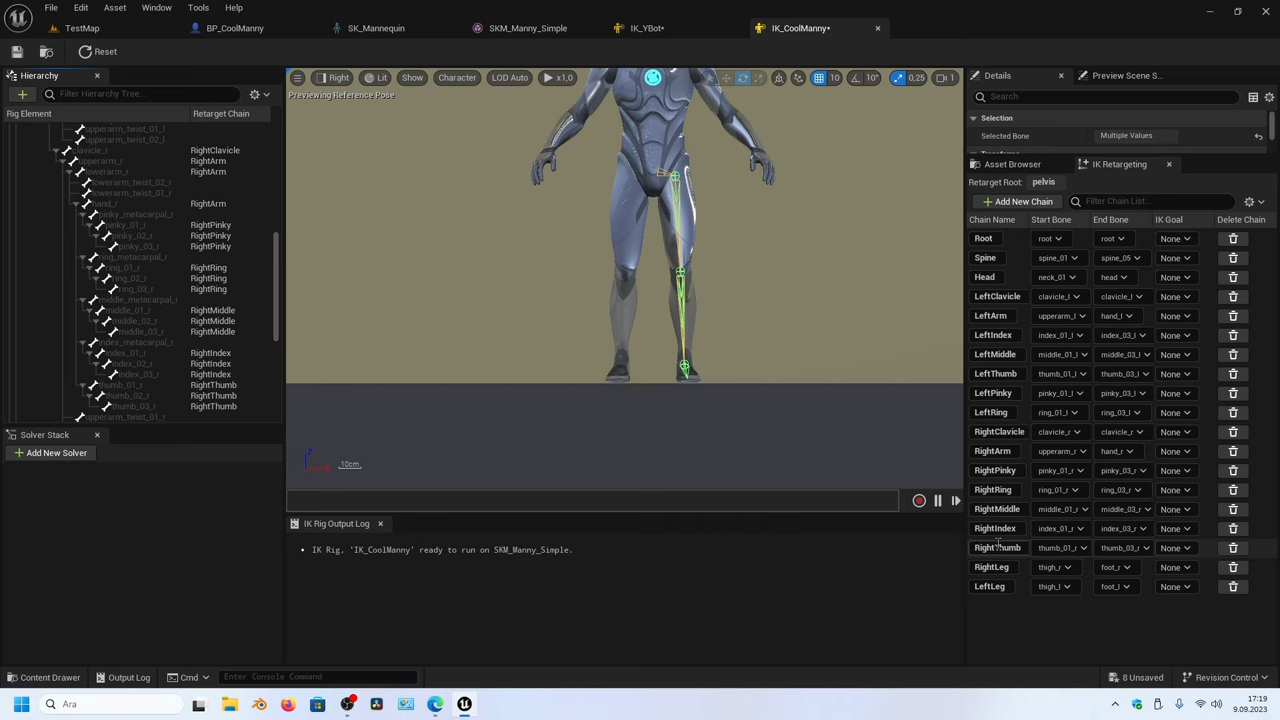 File Edit Asset Window Tools Help
TestMap BP_CoolManny SK_Mannequin SKM_Manny_Simple IK_YBot* IK_CoolManny*
Reset
Hierarchy
Filter Hierarchy Tree...
Rig Element Retarget Chain
upperarm_twist_01_l
upperarm_twist_02_l
clavicle_r RightClavicle
upperarm_r RightArm
lowerarm_r RightArm
lowerarm_twist_02_r
lowerarm_twist_01_r
hand_r RightArm
pinky_metacarpal_r
pinky_01_r RightPinky
pinky_02_r RightPinky
pinky_03_r RightPinky
ring_metacarpal_r
ring_01_r RightRing
ring_02_r RightRing
ring_03_r RightRing
middle_metacarpal_r
middle_01_r RightMiddle
middle_02_r RightMiddle
middle_03_r RightMiddle
index_metacarpal_r
index_01_r RightIndex
index_02_r RightIndex
index_03_r RightIndex
thumb_01_r RightThumb
thumb_02_r RightThumb
thumb_03_r RightThumb
upperarm_twist_01_r
Solver Stack
Add New Solver
Right Lit Show Character LOD Auto x1,0 10 10° 0,25 1
Previewing Reference Pose
Z
X
10cm
IK Rig Output Log
• IK Rig, 'IK_CoolManny' ready to run on SKM_Manny_Simple.
Details Preview Scene S...
Search
Selection
Selected Bone Multiple Values
Asset Browser IK Retargeting
Retarget Root: pelvis
Add New Chain Filter Chain List...
Chain Name Start Bone End Bone IK Goal Delete Chain
Root root root None
Spine spine_01 spine_05 None
Head neck_01 head None
LeftClavicle clavicle_l clavicle_l None
LeftArm upperarm_l hand_l None
LeftIndex index_01_l index_03_l None
LeftMiddle middle_01_l middle_03_l None
LeftThumb thumb_01_l thumb_03_l None
LeftPinky pinky_01_l pinky_03_l None
LeftRing ring_01_l ring_03_l None
RightClavicle clavicle_r clavicle_r None
RightArm upperarm_r hand_r None
RightPinky pinky_01_r pinky_03_r None
RightRing ring_01_r ring_03_r None
RightMiddle middle_01_r middle_03_r None
RightIndex index_01_r index_03_r None
RightThumb thumb_01_r thumb_03_r None
RightLeg thigh_r foot_r None
LeftLeg thigh_l foot_l None
Content Drawer Output Log Cmd Enter Console Command 8 Unsaved Revision Control
Ara
17:19
9.09.2023